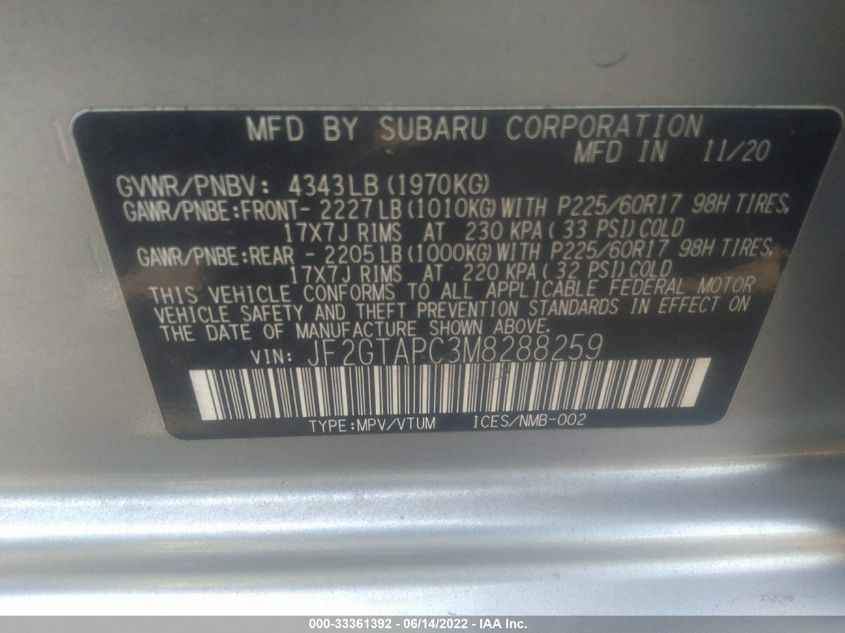 MFD BY SUBARU CORPORATION
MFD IN 11/20
GVWR/PNBV: 4343LB(1970KG)
GAWR/PNBE:FRONT- 2227LB(1010KG)WITH P225/60R17 98H TIRES,
17X7J RIMS AT 230 KPA(33 PSI)COLD
GAWR/PNBE:REAR - 2205LB(1000KG)WITH P225/60R17 98H TIRES,
17X7J RIMS AT 220 KPA(32 PSI)COLD
THIS VEHICLE CONFORMS TO ALL APPLICABLE FEDERAL MOTOR
VEHICLE SAFETY AND THEFT PREVENTION STANDARDS IN EFFECT ON
THE DATE OF MANUFACTURE SHOWN ABOVE.
VIN: JF2GTAPC3M8288259
TYPE:MPV/VTUM ICES/NMB-002
000-33361392 - 06/14/2022 - IAA Inc.